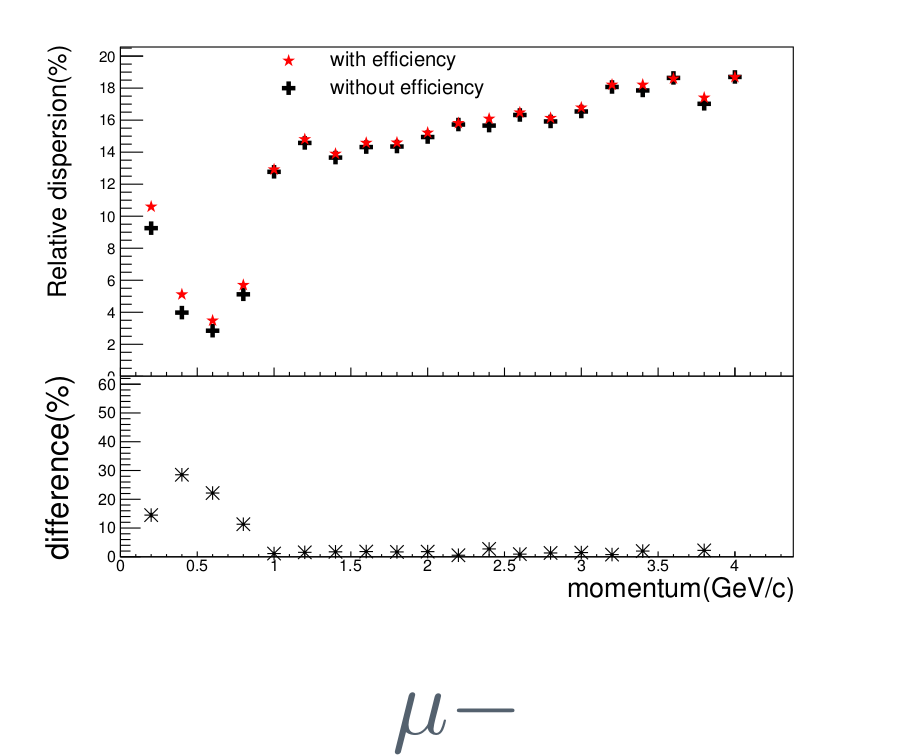 Relative dispersion(%)
20
18
16
14
12
10
8
6
4
2
0
with efficiency
without efficiency
difference(%)
60
50
40
30
20
10
0
0 0.5 1 1.5 2 2.5 3 3.5 4
momentum(GeV/c)
μ−